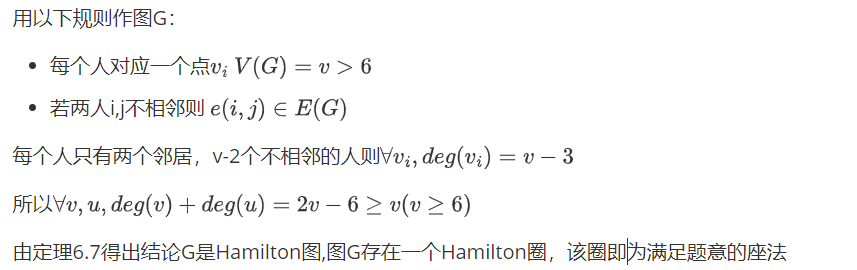 用以下规则作图G：
每个人对应一个点$v_i$ $V(G) = v > 6$
若两人i,j不相邻则 $e(i, j) \in E(G)$
每个人只有两个邻居，v-2个不相邻的人则$\forall v_i, deg(v_i) = v - 3$
所以$\forall v, u, deg(v) + deg(u) = 2v - 6 \geq v(v \geq 6)$
由定理6.7得出结论G是Hamilton图,图G存在一个Hamilton圈，该圈即为满足题意的座法